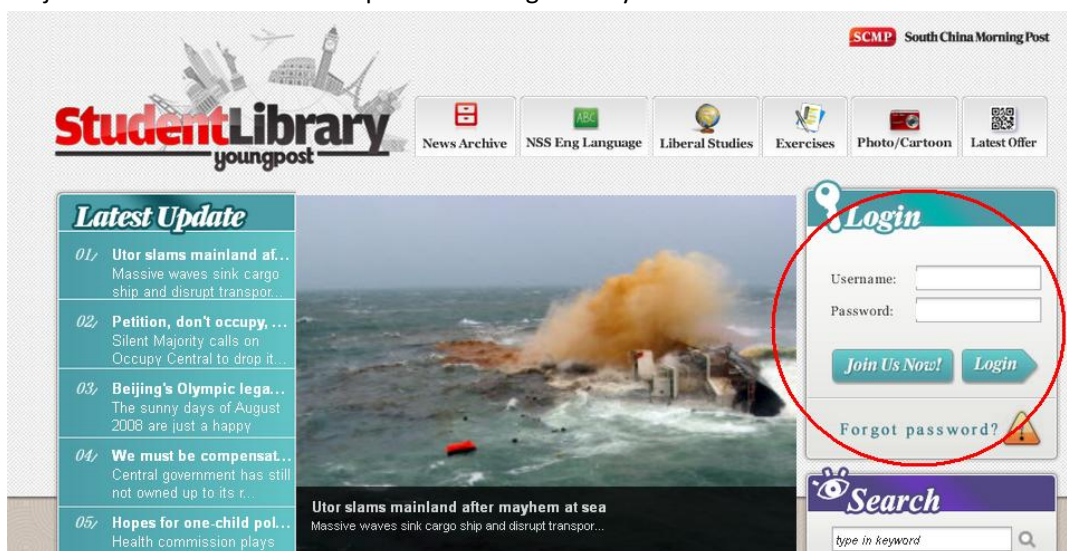 SCMP South China Morning Post
StudentLibrary
youngpost
News Archive
ABC
NSS Eng Language
Liberal Studies
Exercises
Photo/Cartoon
Latest Offer
Latest Update
01/ Utor slams mainland af...
Massive waves sink cargo
ship and disrupt transpor...
02/ Petition, don't occupy, ...
Silent Majority calls on
Occupy Central to drop it...
03/ Beijing's Olympic lega...
The sunny days of August
2008 are just a happy
04/ We must be compensat...
Central government has still
not owned up to its r...
05/ Hopes for one-child pol...
Health commission plays
Utor slams mainland after mayhem at sea
Massive waves sink cargo ship and disrupt transpor...
Login
Username:
Password:
Join Us Now! Login
Forgot password?
Search
type in keyword